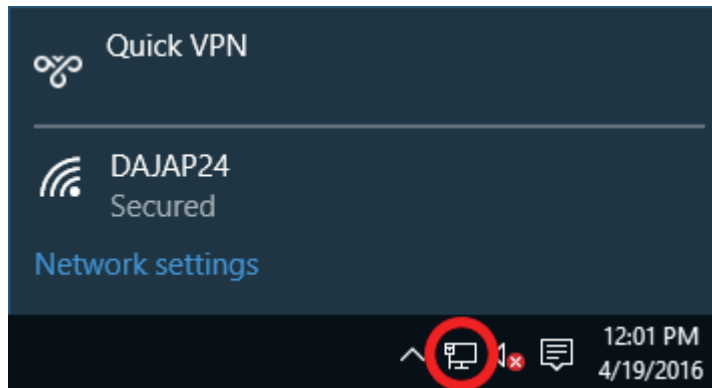 Quick VPN
DAJAP24
Secured
Network settings
12:01 PM
4/19/2016